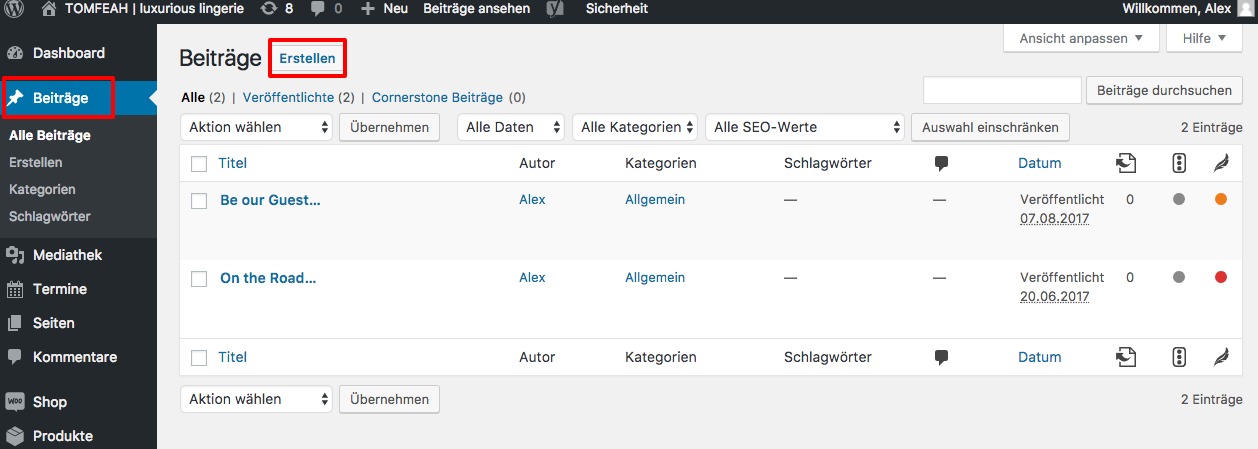 TOMFEAH | luxurious lingerie 8 0 Neu Beiträge ansehen Sicherheit Willkommen, Alex
Dashboard
Beiträge
Alle Beiträge
Erstellen
Kategorien
Schlagwörter
Mediathek
Termine
Seiten
Kommentare
Shop
Produkte
Ansicht anpassen Hilfe
Beiträge Erstellen
Alle (2) | Veröffentlichte (2) | Cornerstone Beiträge (0)
Beiträge durchsuchen
Aktion wählen Übernehmen Alle Daten Alle Kategorien Alle SEO-Werte Auswahl einschränken 2 Einträge
Titel Autor Kategorien Schlagwörter Datum
Be our Guest... Alex Allgemein — — Veröffentlicht 0
07.08.2017
On the Road... Alex Allgemein — — Veröffentlicht 0
20.06.2017
Titel Autor Kategorien Schlagwörter Datum
Aktion wählen Übernehmen 2 Einträge